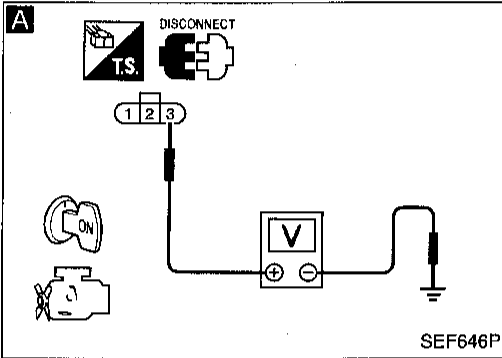 A
DISCONNECT
T.S.
1 2 3
ON
V
+ −
SEF646P